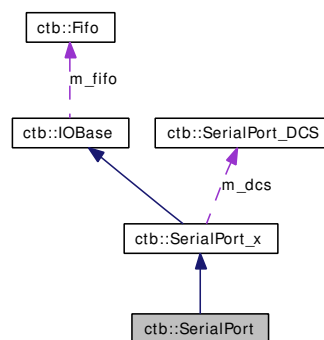 ctb::Fifo
m_fifo
ctb::IOBase
ctb::SerialPort_DCS
m_dcs
ctb::SerialPort_x
ctb::SerialPort